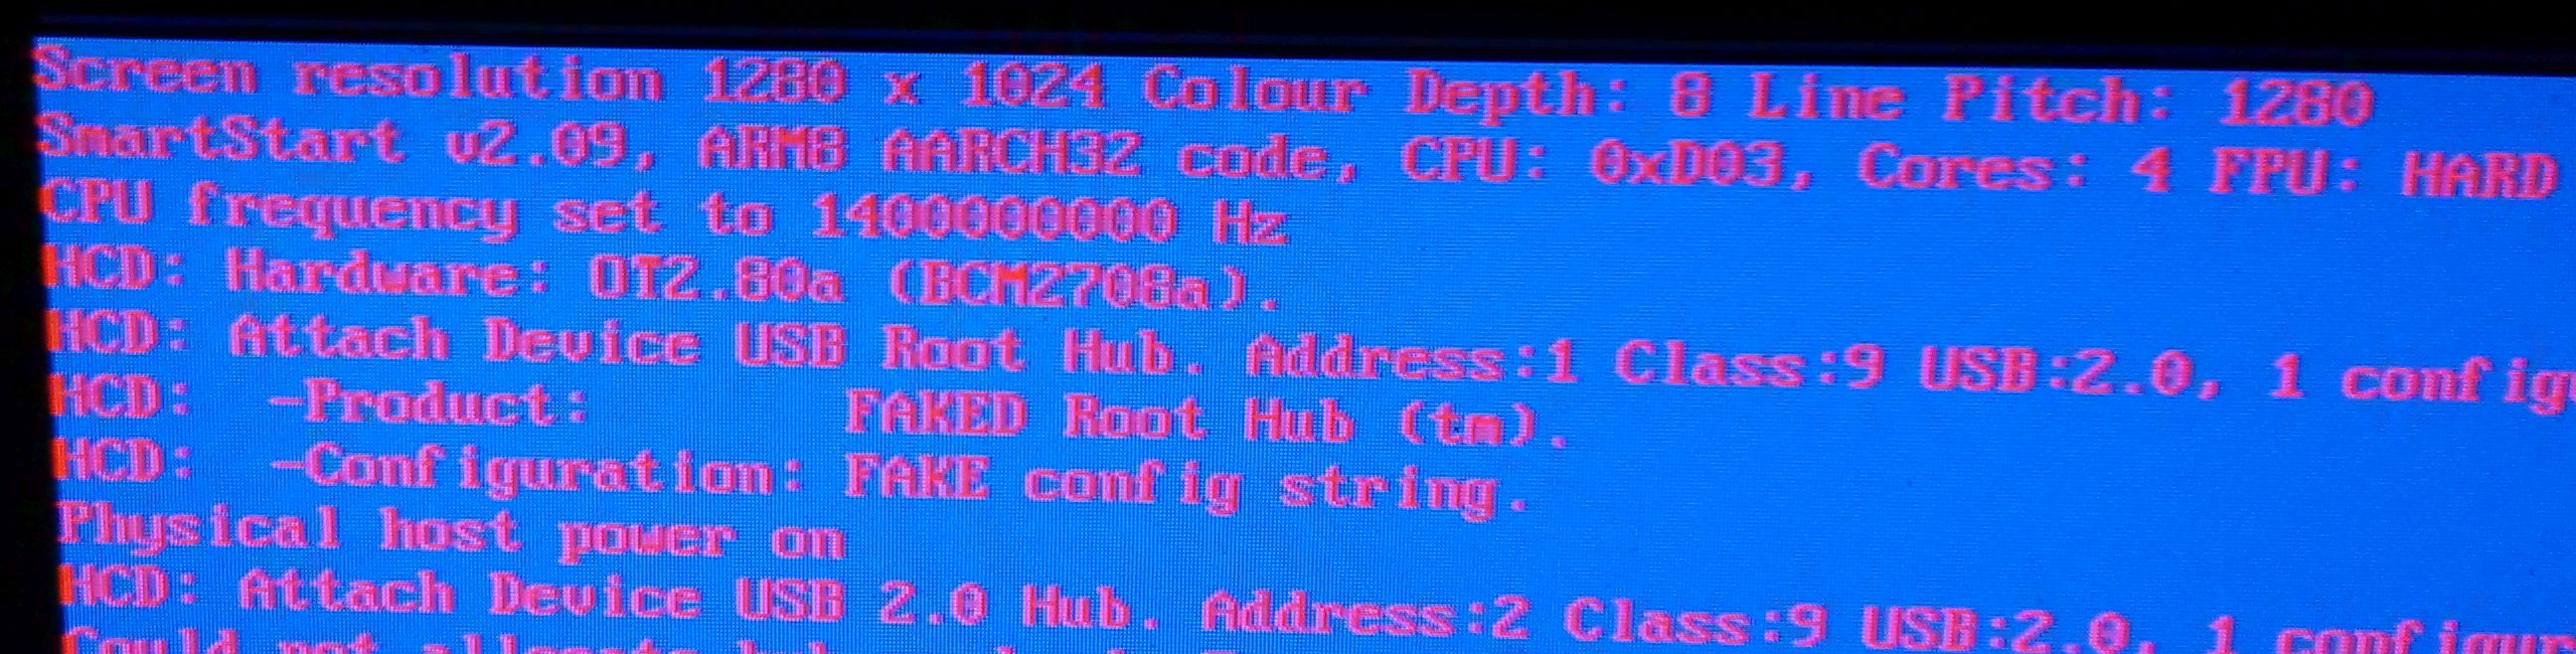 Screen resolution 1280 x 1024 Colour Depth: 8 Line Pitch: 1280
SmartStart v2.09, ARM8 AARCH32 code, CPU: 0xD03, Cores: 4 FPU: HARD
CPU frequency set to 1400000000 Hz
HCD: Hardware: OT2.80a (BCM2708a).
HCD: Attach Device USB Root Hub. Address:1 Class:9 USB:2.0, 1
HCD:  -Product:       FAKED Root Hub (tm).
HCD:  -Configuration: FAKE config string.
Physical host power on
HCD: Attach Device USB 2.0 Hub. Address:2 Class:9 USB:2.0, 1
Could not allocate